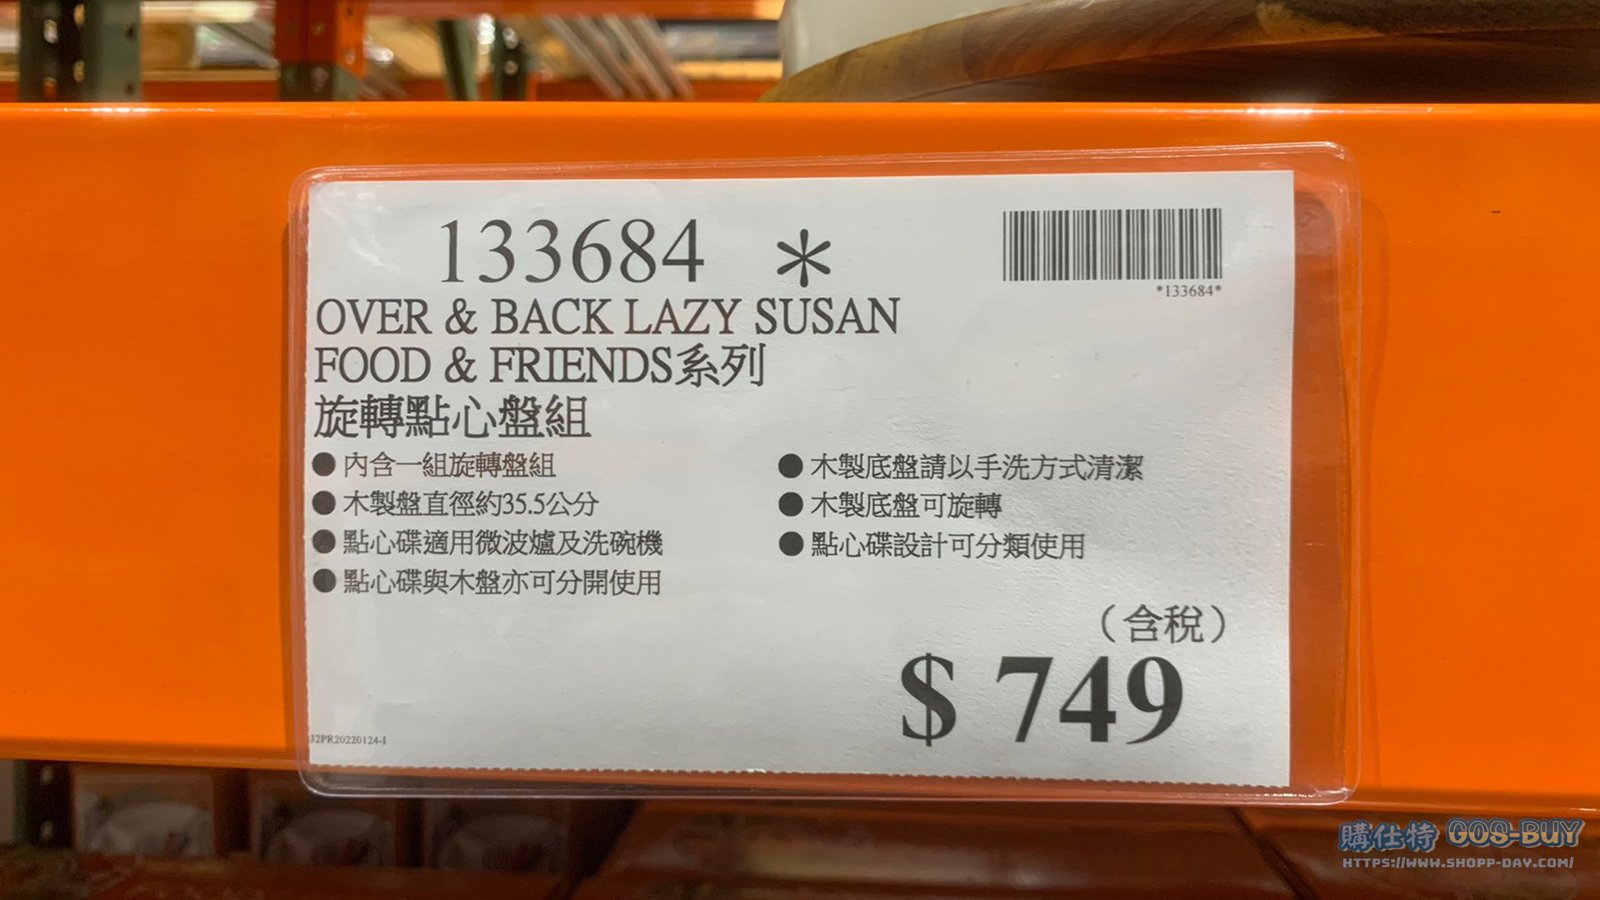 133684 *
*133684*
OVER & BACK LAZY SUSAN
FOOD & FRIENDS系列
旋轉點心盤組
● 內含一組旋轉盤組
● 木製盤直徑約35.5公分
● 點心碟適用微波爐及洗碗機
● 點心碟與木盤亦可分開使用
● 木製底盤請以手洗方式清潔
● 木製底盤可旋轉
● 點心碟設計可分類使用
（含稅）
$ 749
32PR20220124-1
購仕特 GOS-BUY
HTTPS://WWW.SHOPP-DAY.COM/